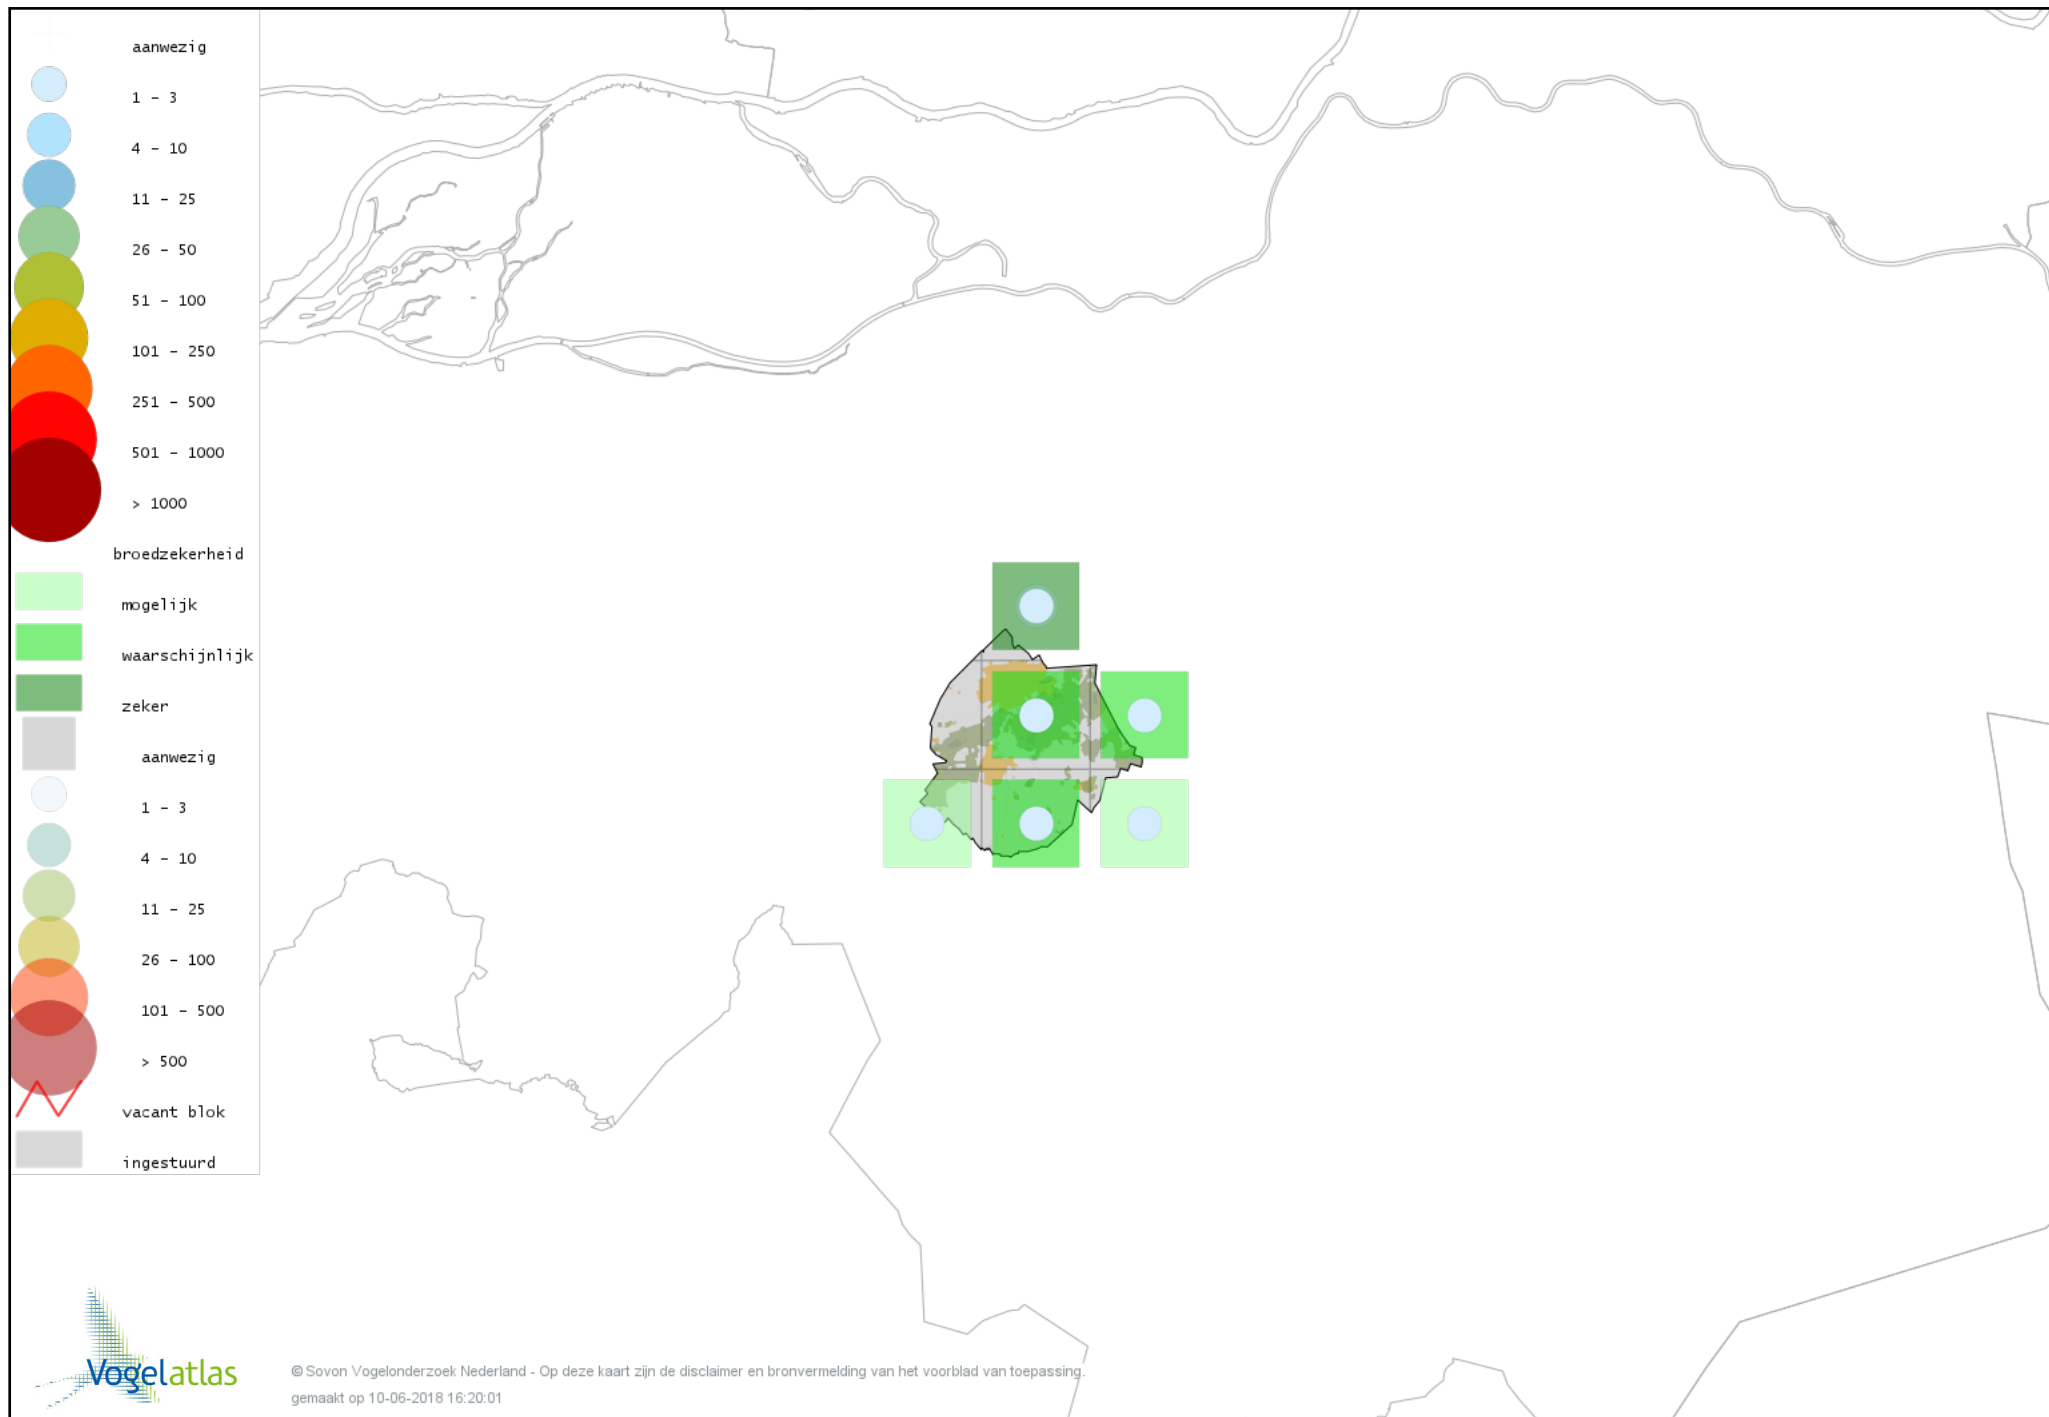 aanwezig
1 - 3
4 - 10
11 - 25
26 - 50
51 - 100
101 - 250
251 - 500
501 - 1000
> 1000
broedzekerheid
mogelijk
waarschijnlijk
zeker
aanwezig
1 - 3
4 - 10
11 - 25
26 - 100
101 - 500
> 500
vacant blok
ingestuurd
Vogelatlas
© Sovon Vogelonderzoek Nederland - Op deze kaart zijn de disclaimer en bronvermelding van het voorblad van toepassing.
gemaakt op 10-06-2018 16:20:01